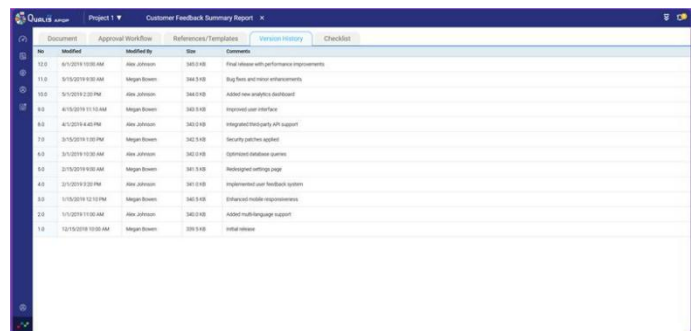 QUALIS APQP Project 1 ▼ Customer Feedback Summary Report ×
Document Approval Workflow References/Templates Version History Checklist
No Modified Modified By Size Comments
12.0 6/1/2019 10:00 AM Alex Johnson 345.0 KB Final release with performance improvements
11.0 5/15/2019 9:30 AM Megan Bowen 344.5 KB Bug fixes and minor enhancements
10.0 5/1/2019 2:20 PM Alex Johnson 344.0 KB Added new analytics dashboard
9.0 4/15/2019 11:10 AM Megan Bowen 343.5 KB Improved user interface
8.0 4/1/2019 4:45 PM Alex Johnson 343.0 KB Integrated third-party API support
7.0 3/15/2019 1:00 PM Megan Bowen 342.5 KB Security patches applied
6.0 3/1/2019 10:30 AM Alex Johnson 342.0 KB Optimized database queries
5.0 2/15/2019 9:00 AM Megan Bowen 341.5 KB Redesigned settings page
4.0 2/1/2019 3:20 PM Alex Johnson 341.0 KB Implemented user feedback system
3.0 1/15/2019 12:10 PM Megan Bowen 340.5 KB Enhanced mobile responsiveness
2.0 1/1/2019 11:00 AM Alex Johnson 340.0 KB Added multi-language support
1.0 12/15/2018 10:00 AM Megan Bowen 339.5 KB Initial release